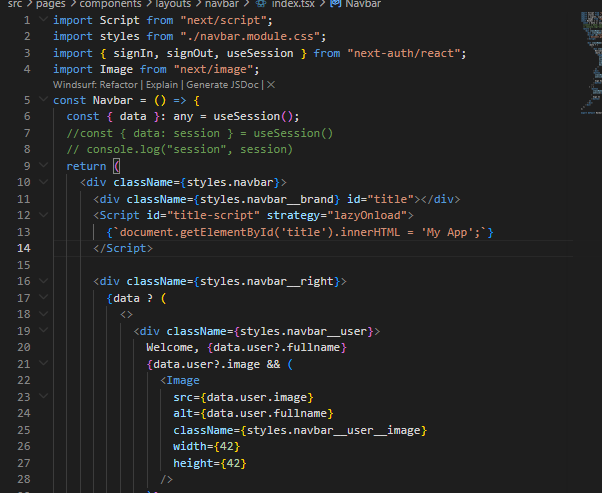 src > pages > components > layouts > navbar > index.tsx > Navbar
1 import Script from "next/script";
2 import styles from "./navbar.module.css";
3 import { signIn, signOut, useSession } from "next-auth/react";
4 import Image from "next/image";
Windsurf: Refactor | Explain | Generate JSDoc | X
5 const Navbar = () => {
6 const { data }: any = useSession();
7 //const { data: session } = useSession()
8 // console.log("session", session)
9 return (
10 <div className={styles.navbar}>
11 <div className={styles.navbar__brand} id="title"></div>
12 <Script id="title-script" strategy="lazyOnload">
13 {`document.getElementById('title').innerHTML = 'My App';`}
14 </Script>
15
16 <div className={styles.navbar__right}>
17 {data ? (
18 <>
19 <div className={styles.navbar__user}>
20 Welcome, {data.user?.fullname}
21 {data.user?.image && (
22 <Image
23 src={data.user.image}
24 alt={data.user.fullname}
25 className={styles.navbar__user__image}
26 width={42}
27 height={42}
28 />